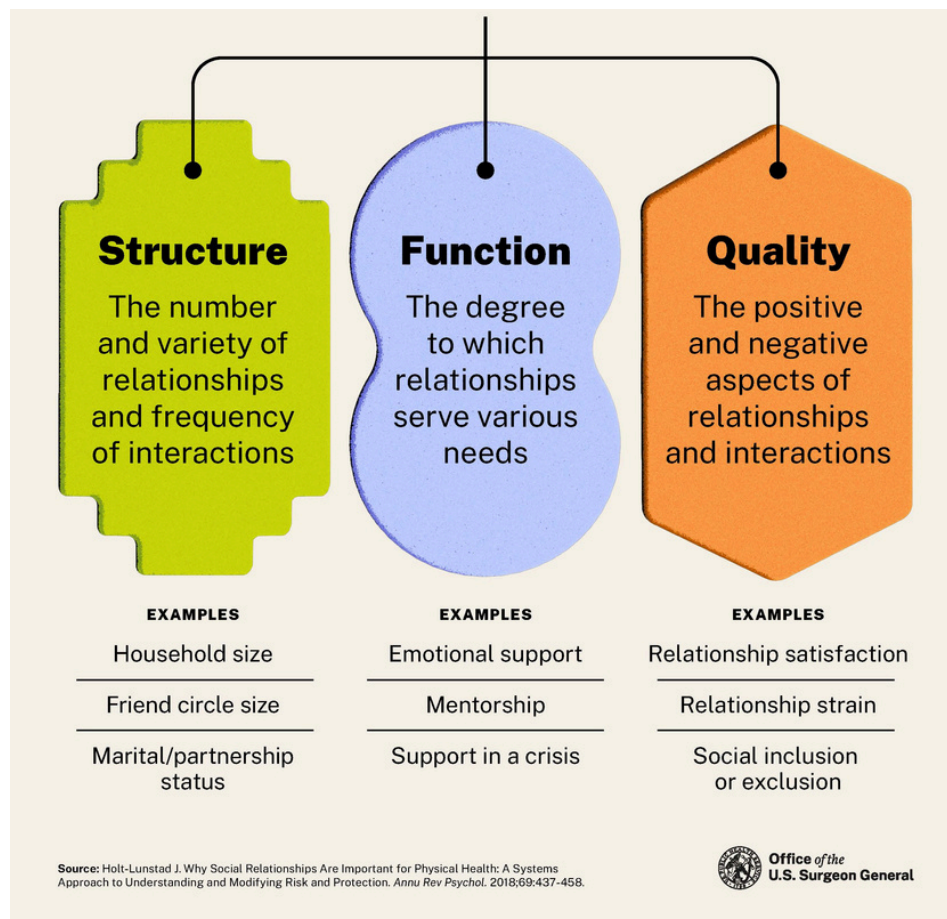 Structure
The number
and variety of
relationships
and frequency
of interactions
EXAMPLES
Household size
Friend circle size
Marital/partnership
status
Function
The degree
to which
relationships
serve various
needs
EXAMPLES
Emotional support
Mentorship
Support in a crisis
Quality
The positive
and negative
aspects of
relationships
and interactions
EXAMPLES
Relationship satisfaction
Relationship strain
Social inclusion
or exclusion
Source: Holt-Lunstad J. Why Social Relationships Are Important for Physical Health: A Systems
Approach to Understanding and Modifying Risk and Protection. Annu Rev Psychol. 2018;69:437-458.
Office of the
U.S. Surgeon General